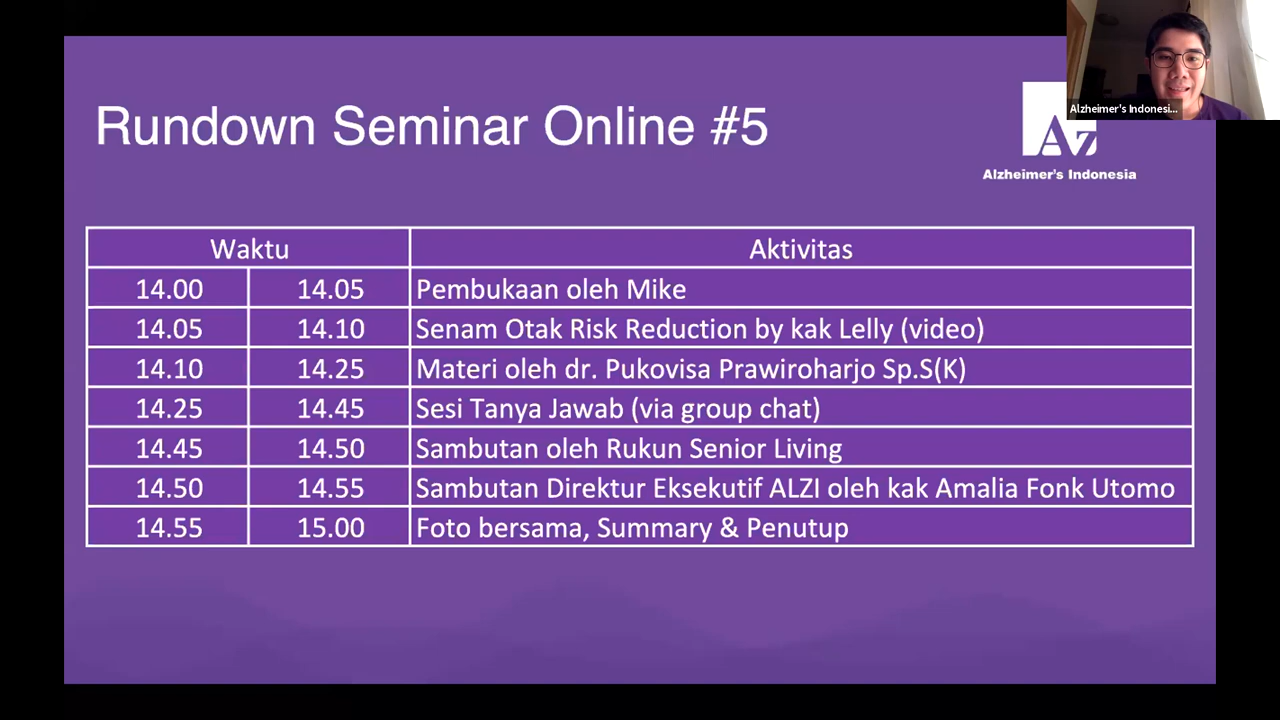 Rundown Seminar Online #5
Alzheimer's Indonesi...
Az
Alzheimer's Indonesia
Waktu Aktivitas
14.00 14.05 Pembukaan oleh Mike
14.05 14.10 Senam Otak Risk Reduction by kak Lelly (video)
14.10 14.25 Materi oleh dr. Pukovisa Prawiroharjo Sp.S(K)
14.25 14.45 Sesi Tanya Jawab (via group chat)
14.45 14.50 Sambutan oleh Rukun Senior Living
14.50 14.55 Sambutan Direktur Eksekutif ALZI oleh kak Amalia Fonk Utomo
14.55 15.00 Foto bersama, Summary & Penutup